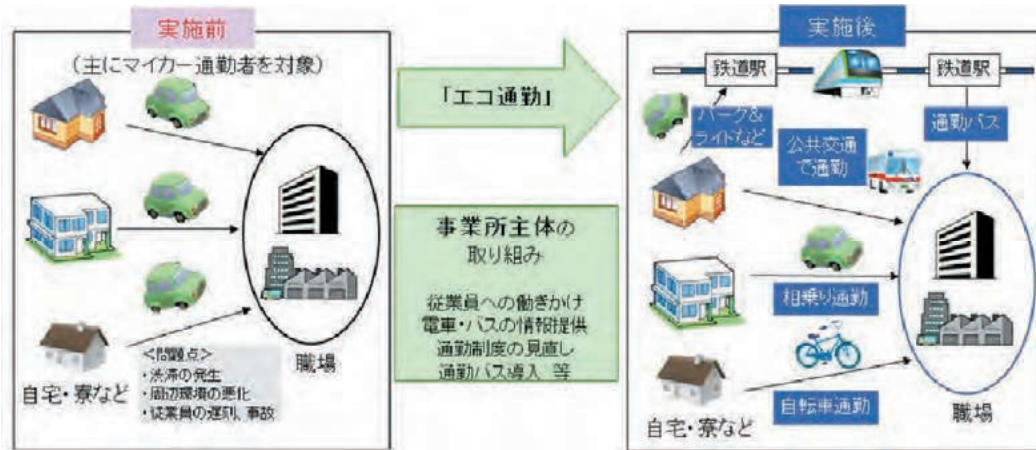 実施前
(主にマイカー通勤者を対象)
自宅・寮など
<問題点>
・渋滞の発生
・周辺環境の悪化
・従業員の遅刻、事故
職場
「エコ通勤」
事業所主体の
取り組み
従業員への働きかけ
電車・バスの情報提供
通勤制度の見直し
通勤バス導入 等
実施後
鉄道駅
鉄道駅
パーク&
ライドなど
公共交通
で通勤
通勤バス
相乗り通勤
自転車通勤
自宅・寮など
職場